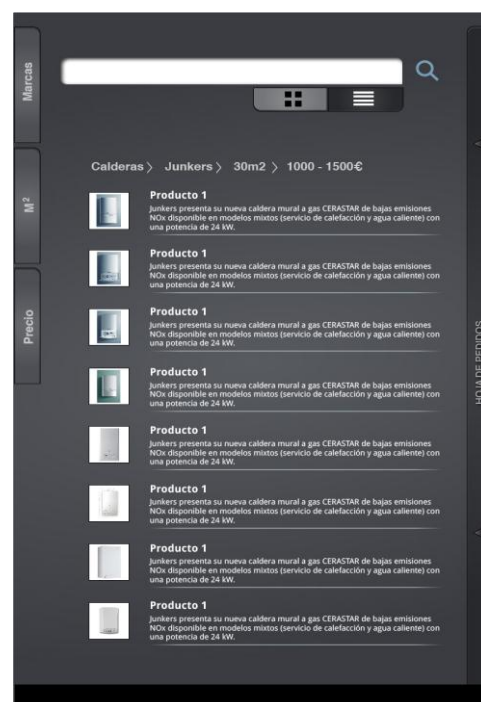 Marcas
M²
Precio
Calderas 〉 Junkers 〉 30m2 〉 1000 - 1500€
Producto 1
Junkers presenta su nueva caldera mural a gas CERASTAR de bajas emisiones
NOx disponible en modelos mixtos (servicio de calefacción y agua caliente) con
una potencia de 24 kW.
Producto 1
Junkers presenta su nueva caldera mural a gas CERASTAR de bajas emisiones
NOx disponible en modelos mixtos (servicio de calefacción y agua caliente) con
una potencia de 24 kW.
Producto 1
Junkers presenta su nueva caldera mural a gas CERASTAR de bajas emisiones
NOx disponible en modelos mixtos (servicio de calefacción y agua caliente) con
una potencia de 24 kW.
Producto 1
Junkers presenta su nueva caldera mural a gas CERASTAR de bajas emisiones
NOx disponible en modelos mixtos (servicio de calefacción y agua caliente) con
una potencia de 24 kW.
Producto 1
Junkers presenta su nueva caldera mural a gas CERASTAR de bajas emisiones
NOx disponible en modelos mixtos (servicio de calefacción y agua caliente) con
una potencia de 24 kW.
Producto 1
Junkers presenta su nueva caldera mural a gas CERASTAR de bajas emisiones
NOx disponible en modelos mixtos (servicio de calefacción y agua caliente) con
una potencia de 24 kW.
Producto 1
Junkers presenta su nueva caldera mural a gas CERASTAR de bajas emisiones
NOx disponible en modelos mixtos (servicio de calefacción y agua caliente) con
una potencia de 24 kW.
Producto 1
Junkers presenta su nueva caldera mural a gas CERASTAR de bajas emisiones
NOx disponible en modelos mixtos (servicio de calefacción y agua caliente) con
una potencia de 24 kW.
HOJA DE PEDIDOS